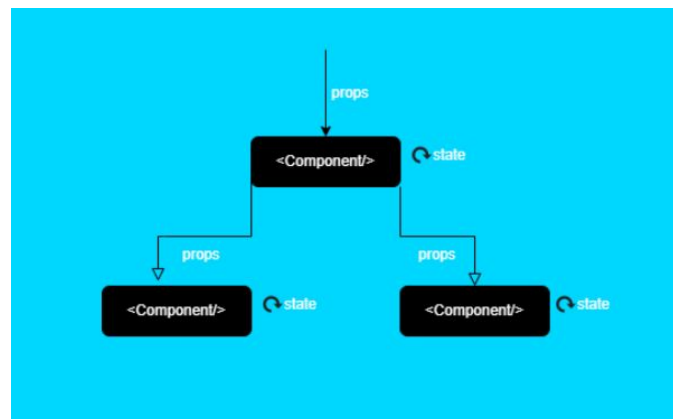 props
<Component/>
state
props
props
<Component/>
state
<Component/>
state